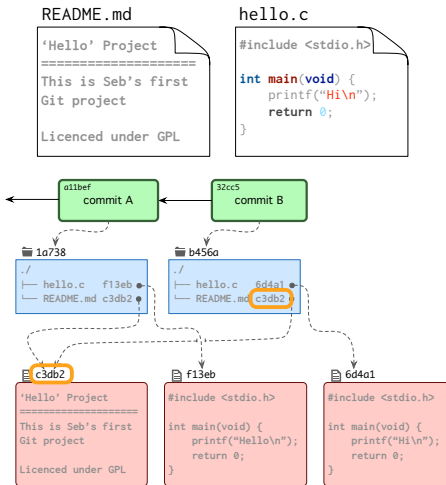 README.md
‘Hello’ Project
=====================
This is Seb’s first
Git project
Licenced under GPL
hello.c
#include <stdio.h>
int main(void) {
    printf(“Hi\n”);
    return 0;
}
a11bef
commit A
32cc5
commit B
1a738
./
├── hello.c   f13eb
└── README.md c3db2
b456a
./
├── hello.c   6d4a1
└── README.md c3db2
c3db2
‘Hello’ Project
====================
This is Seb’s first
Git project
Licenced under GPL
f13eb
#include <stdio.h>
int main(void) {
    printf(“Hello\n”);
    return 0;
}
6d4a1
#include <stdio.h>
int main(void) {
    printf(“Hi\n”);
    return 0;
}